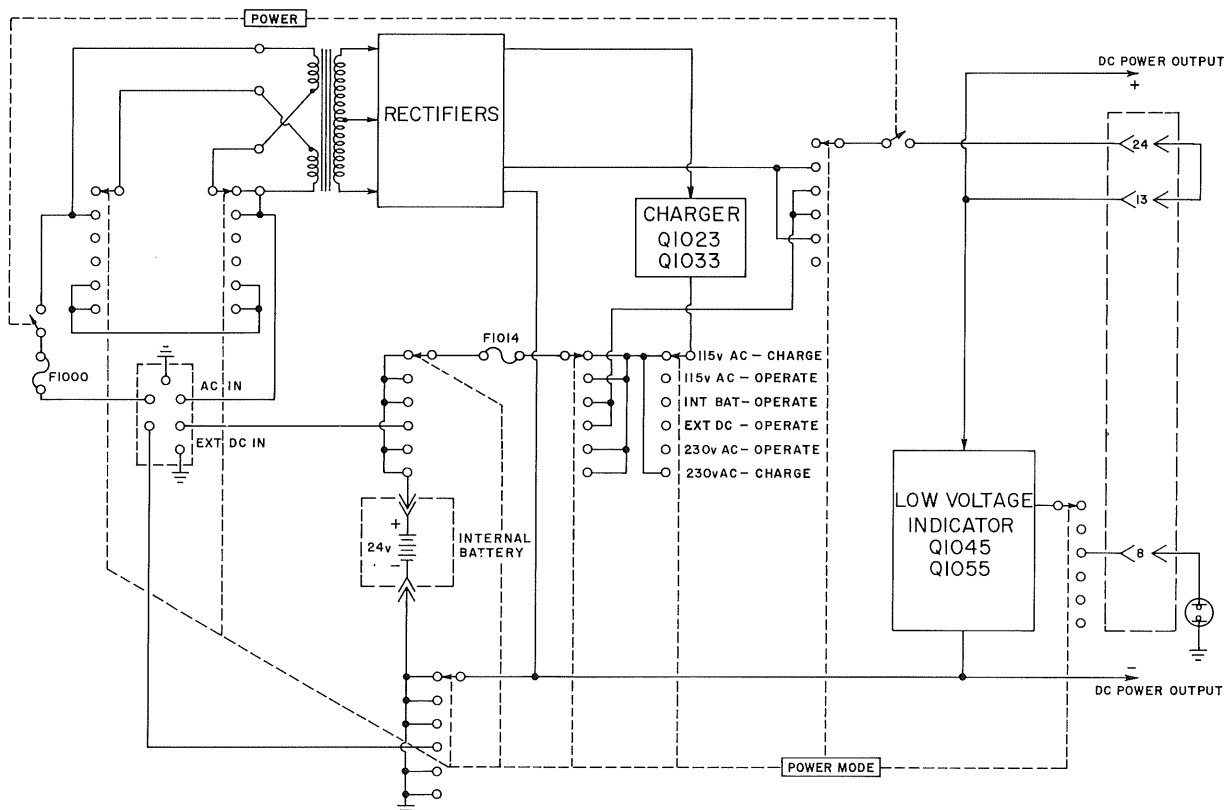 POWER
RECTIFIERS
DC POWER OUTPUT
+
24
13
CHARGER
Q1023
Q1033
F1014
F1000
AC IN
EXT DC IN
115v AC - CHARGE
115v AC - OPERATE
INT BAT - OPERATE
EXT DC - OPERATE
230v AC - OPERATE
230v AC - CHARGE
+
24v
-
INTERNAL
BATTERY
LOW VOLTAGE
INDICATOR
Q1045
Q1055
8
-
DC POWER OUTPUT
POWER MODE